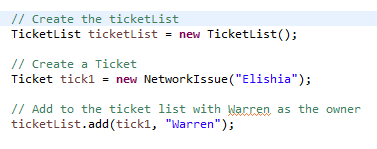 // Create the ticketList
TicketList ticketList = new TicketList();
// Create a Ticket
Ticket tick1 = new NetworkIssue("Elishia");
// Add to the ticket list with Warren as the owner
ticketList.add(tick1, "Warren");